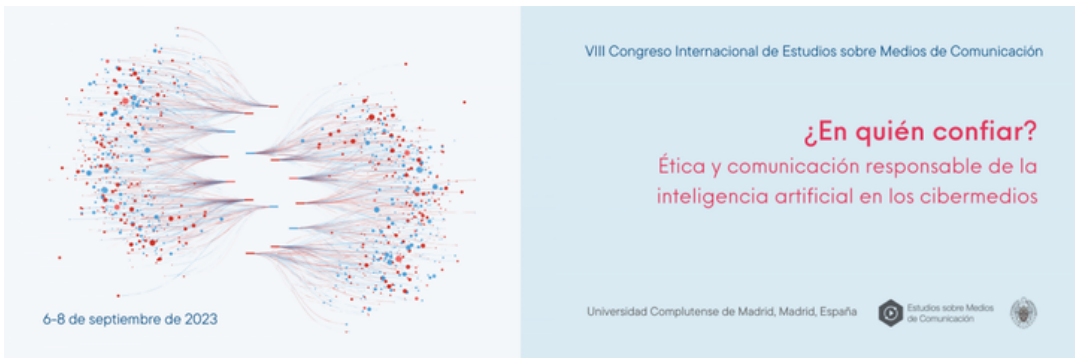 VIII Congreso Internacional de Estudios sobre Medios de Comunicación
¿En quién confiar?
Ética y comunicación responsable de la
inteligencia artificial en los cibermedios
6-8 de septiembre de 2023
Universidad Complutense de Madrid, Madrid, España
Estudios sobre Medios
de Comunicación